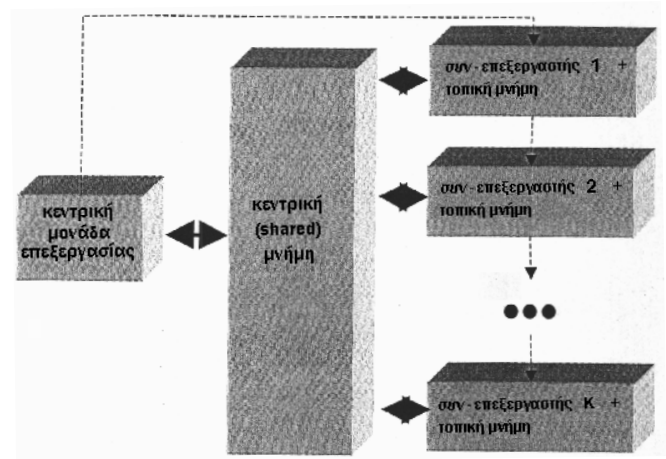 συν-επεξεργαστής 1 +
τοπική μνήμη
συν-επεξεργαστής 2 +
τοπική μνήμη
κεντρική
μονάδα
επεξεργασίας
κεντρική
(shared)
μνήμη
συν-επεξεργαστής Κ +
τοπική μνήμη